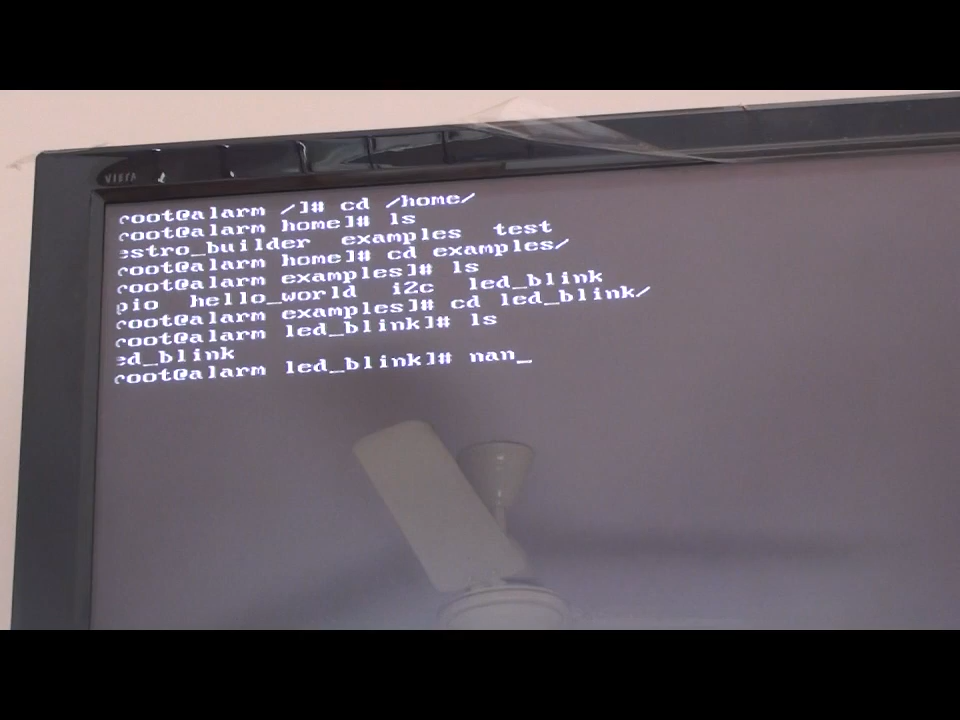 VIERA
root@alarm /]# cd /home/
root@alarm home]# ls
estro_builder examples test
root@alarm home]# cd examples/
root@alarm examples]# ls
pio hello_world i2c led_blink
root@alarm examples]# cd led_blink/
root@alarm led_blink]# ls
ed_blink
root@alarm led_blink]# nan_